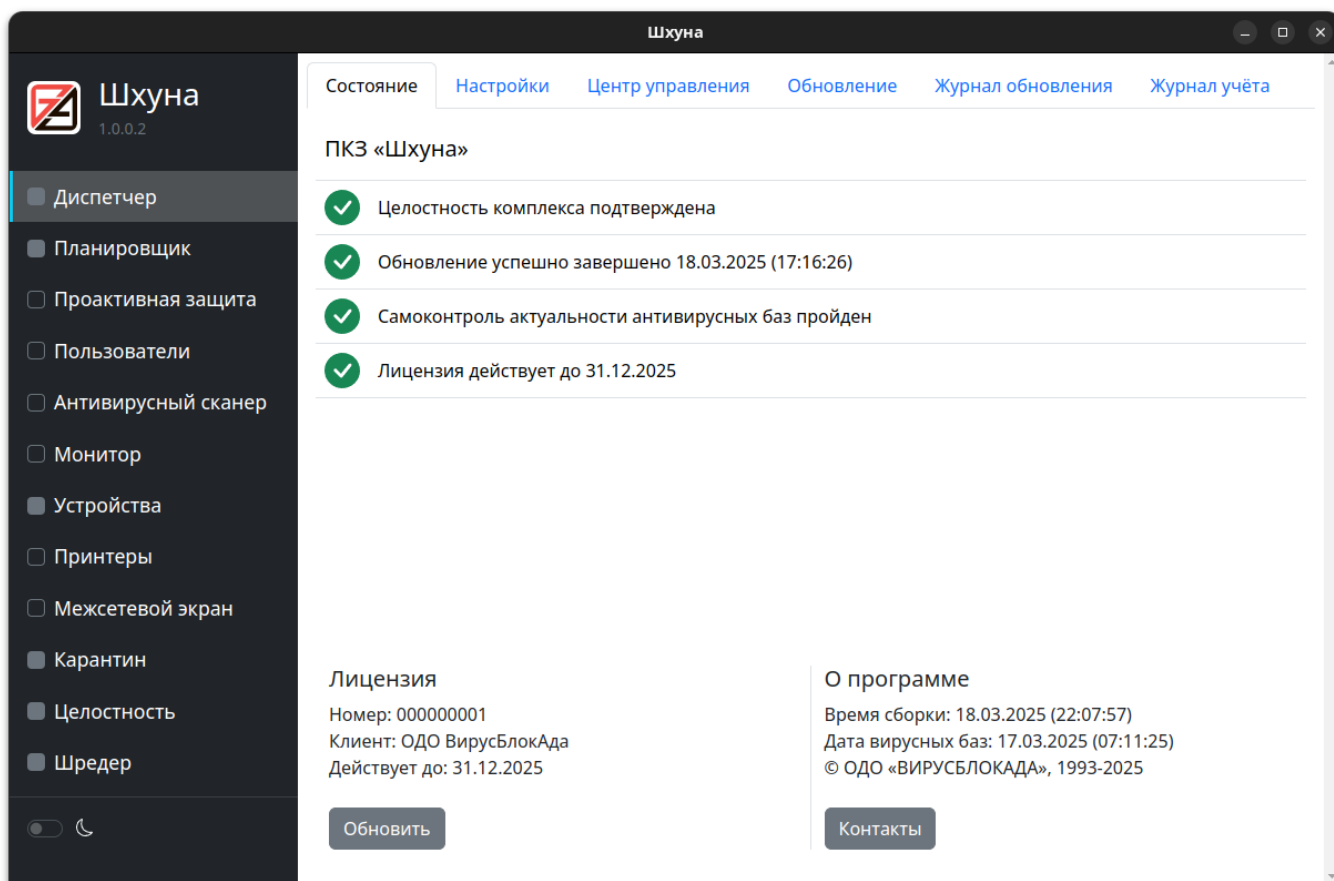 Шхуна
Шхуна
1.0.0.2
Диспетчер
Планировщик
Проактивная защита
Пользователи
Антивирусный сканер
Монитор
Устройства
Принтеры
Межсетевой экран
Карантин
Целостность
Шредер
Состояние Настройки Центр управления Обновление Журнал обновления Журнал учёта
ПКЗ «Шхуна»
Целостность комплекса подтверждена
Обновление успешно завершено 18.03.2025 (17:16:26)
Самоконтроль актуальности антивирусных баз пройден
Лицензия действует до 31.12.2025
Лицензия
Номер: 000000001
Клиент: ОДО ВирусБлокАда
Действует до: 31.12.2025
Обновить
О программе
Время сборки: 18.03.2025 (22:07:57)
Дата вирусных баз: 17.03.2025 (07:11:25)
© ОДО «ВИРУСБЛОКАДА», 1993-2025
Контакты